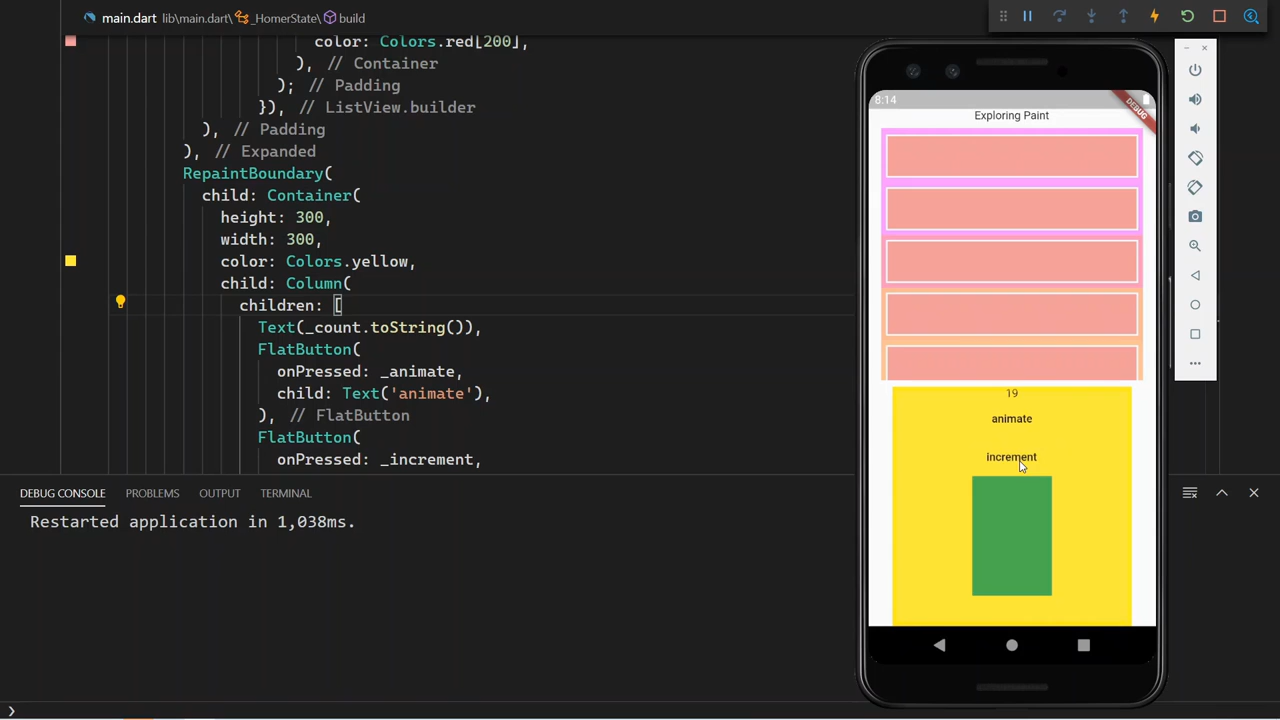 main.dart lib\main.dart\ _HomerState\ build
color: Colors.red[200],
), // Container
); // Padding
}), // ListView.builder
), // Padding
), // Expanded
RepaintBoundary(
child: Container(
height: 300,
width: 300,
color: Colors.yellow,
child: Column(
children: [
Text(_count.toString()),
FlatButton(
onPressed: _animate,
child: Text('animate'),
), // FlatButton
FlatButton(
onPressed: _increment,
DEBUG CONSOLE PROBLEMS OUTPUT TERMINAL
Restarted application in 1,038ms.
8:14
DEBUG
Exploring Paint
19
animate
increment